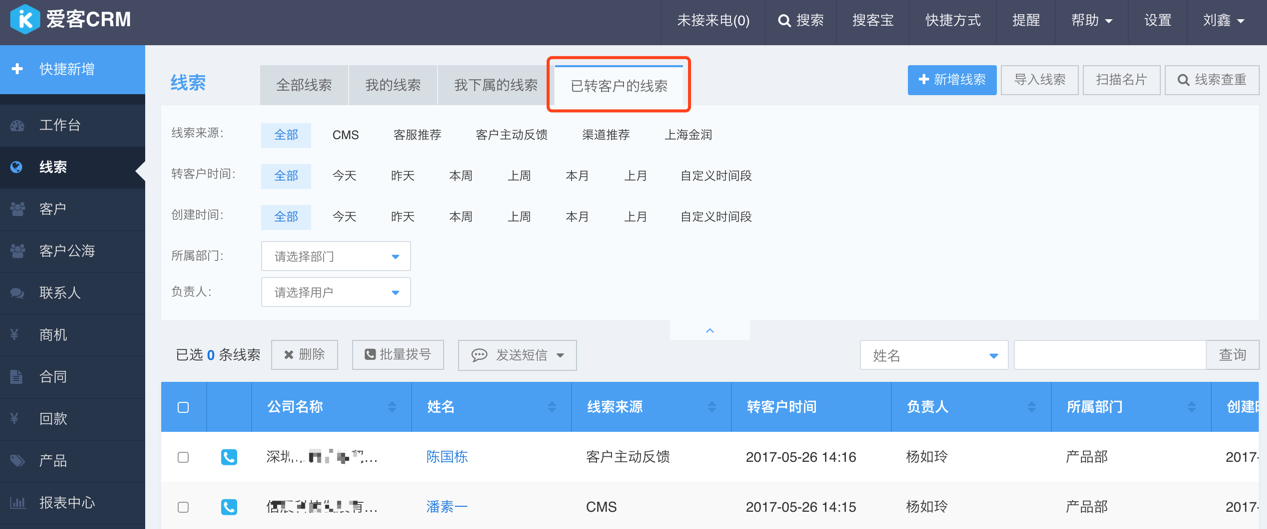 爱客CRM 未接来电(0) 搜索 搜客宝 快捷方式 提醒 帮助 设置 刘鑫
快捷新增
工作台
线索
客户
客户公海
联系人
商机
合同
回款
产品
报表中心
线索 全部线索 我的线索 我下属的线索 已转客户的线索 新增线索 导入线索 扫描名片 线索查重
线索来源: 全部 CMS 客服推荐 客户主动反馈 渠道推荐 上海金润
转客户时间: 全部 今天 昨天 本周 上周 本月 上月 自定义时间段
创建时间: 全部 今天 昨天 本周 上周 本月 上月 自定义时间段
所属部门: 请选择部门
负责人: 请选择用户
已选 0 条线索 删除 批量拨号 发送短信 姓名 查询
公司名称 姓名 线索来源 转客户时间 负责人 所属部门 创建
深圳 ... 陈国栋 客户主动反馈 2017-05-26 14:16 杨如玲 产品部 2017-
有... 潘素一 CMS 2017-05-26 14:15 杨如玲 产品部 2017-